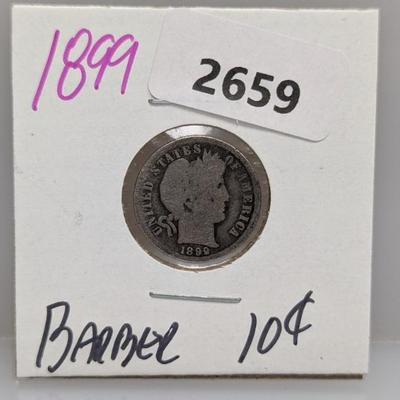 1899
2659
UNITED STATES OF AMERICA
1899
BARBER 10¢